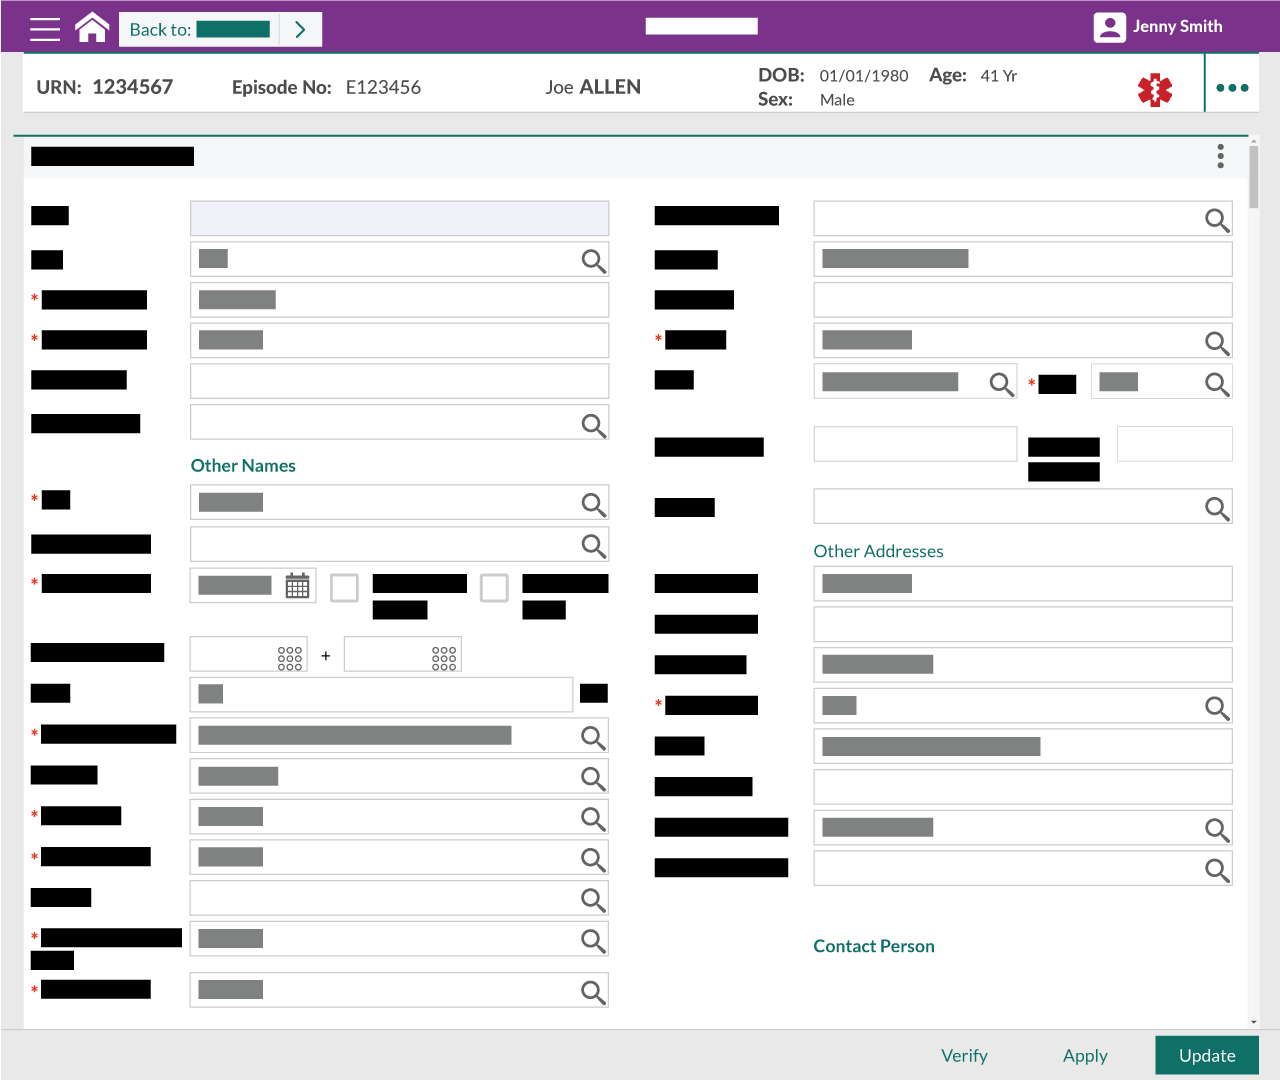 Back to:
Jenny Smith
URN: 1234567 Episode No: E123456 Joe ALLEN DOB: 01/01/1980 Age: 41 Yr
Sex: Male
*
*
*
*
Other Names
*
Other Addresses
*
+
*
*
*
*
*
*
Contact Person
Verify Apply Update